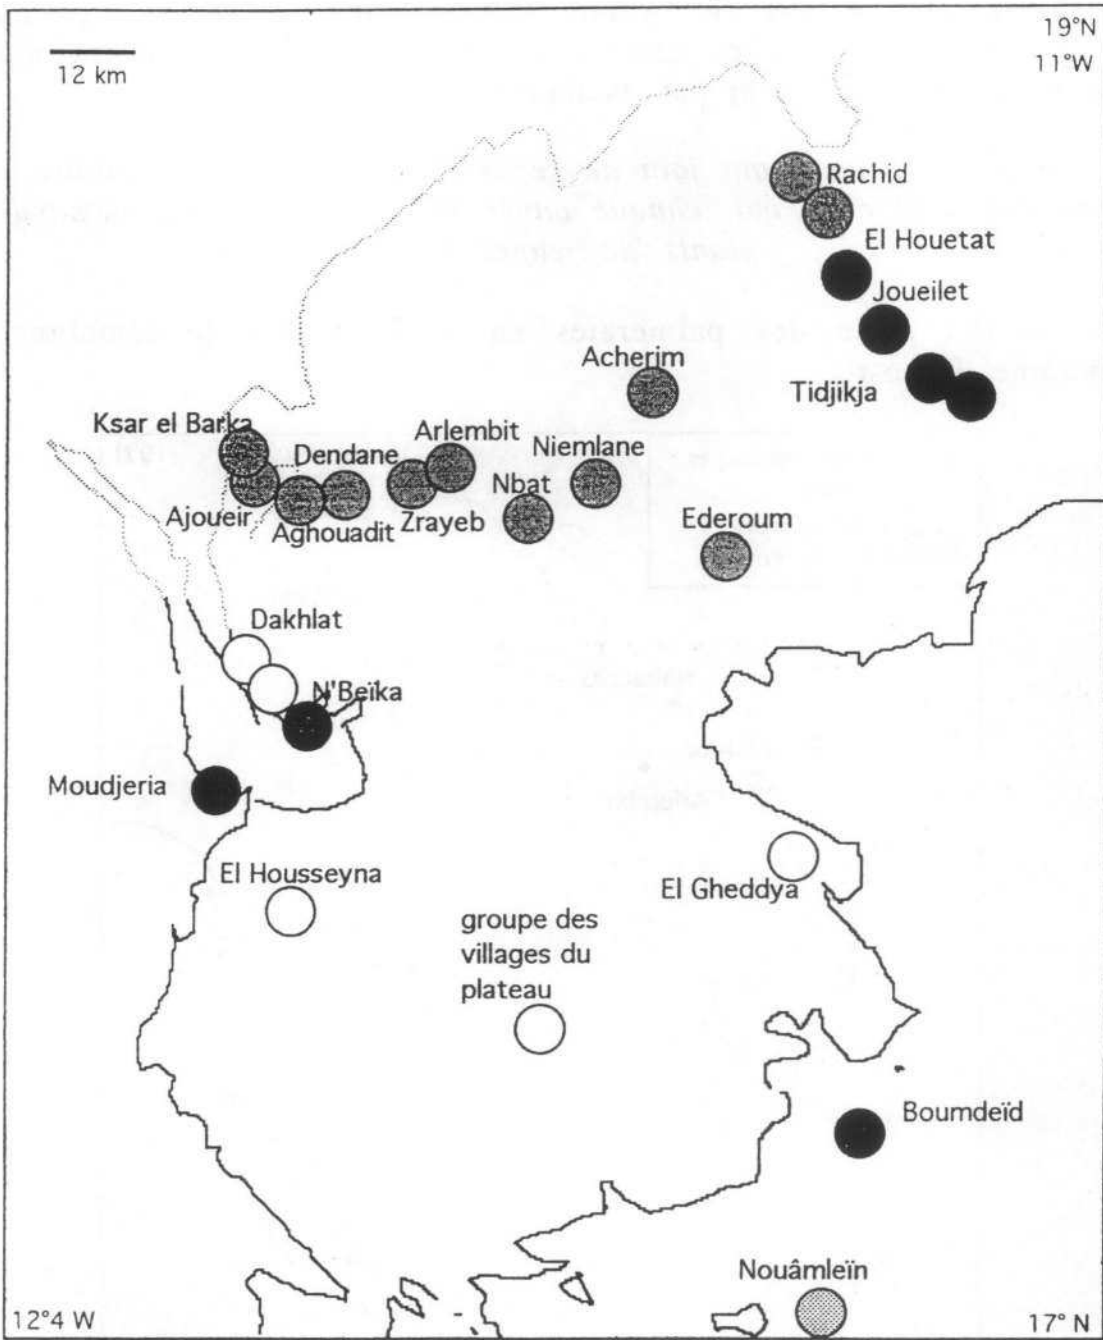 19°N
11°W
12 km
Rachid
El Houetat
Joueilet
Acherim
Tidjikja
Ksar el Barka
Arlembit
Dendane
Niemlane
Nbat
Ajoueir
Zrayeb
Aghouadit
Ederoum
Dakhlat
N'Beïka
Moudjeria
El Housseyna
El Gheddya
groupe des
villages du
plateau
Boumdeïd
Nouâmleïn
12°4 W
17° N